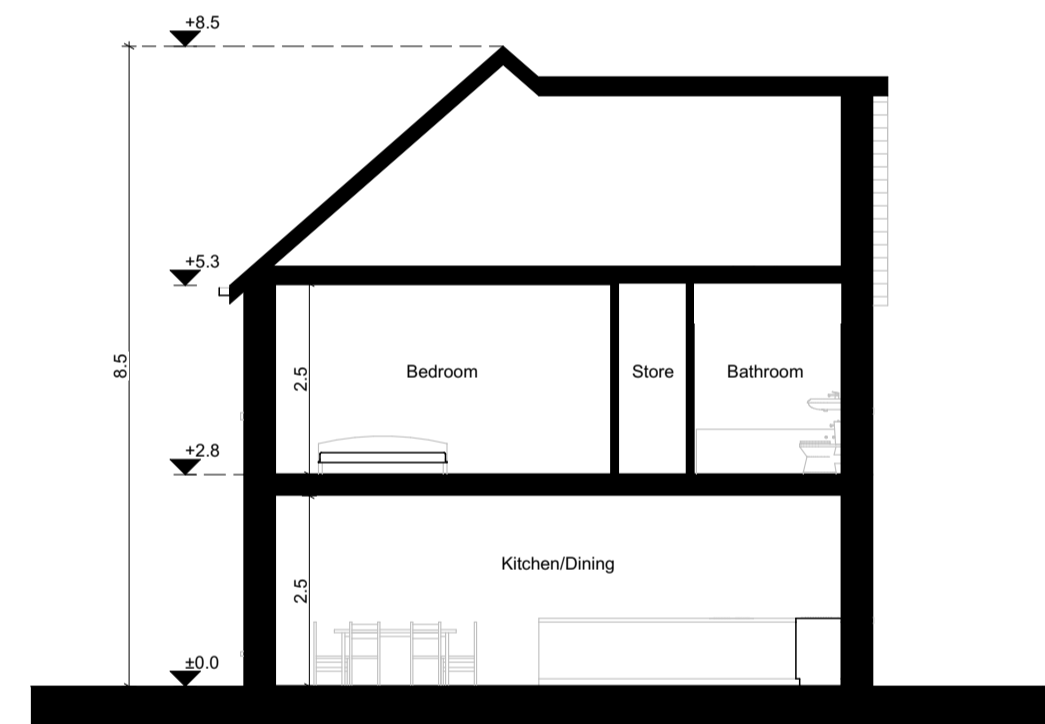 +8.5
+5.3
8.5
2.5
Bedroom
Store
Bathroom
+2.8
Kitchen/Dining
2.5
±0.0